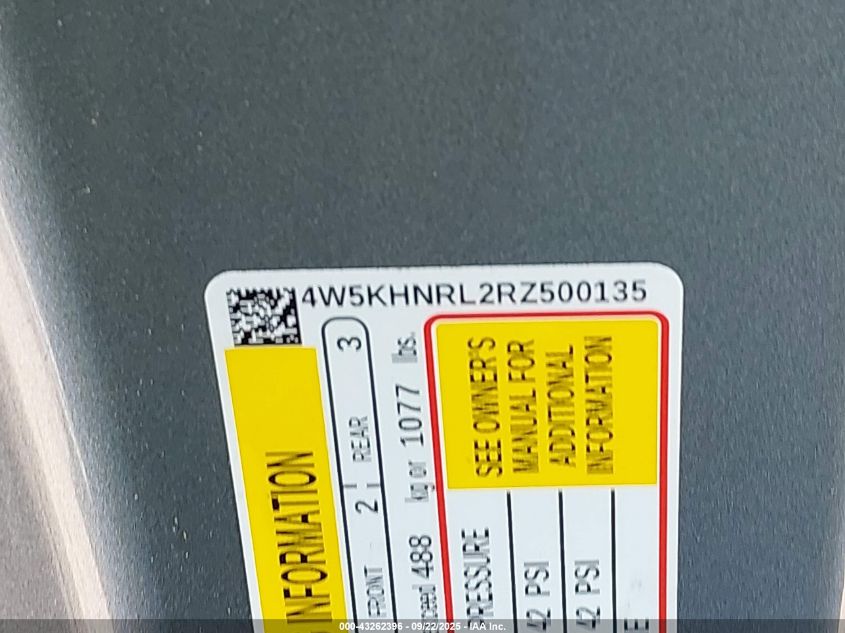 4W5KHNRL2RZ500135
INFORMATION
FRONT 2 REAR 3
488 kg or 1077 lbs.
SEE OWNER'S
MANUAL FOR
ADDITIONAL
INFORMATION
PRESSURE
42 PSI
42 PSI
000-43262396 - 09/22/2025 - IAA Inc.